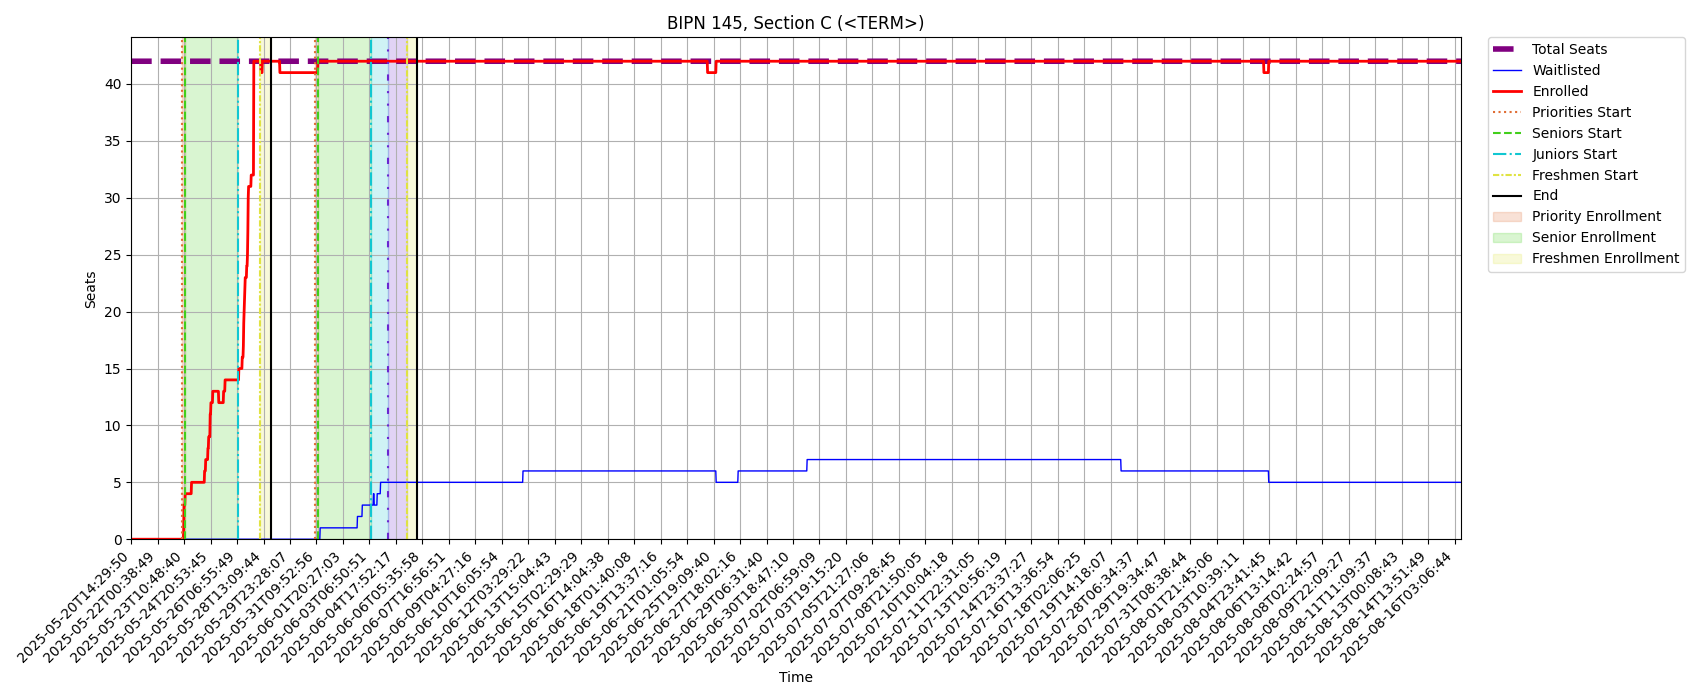 BIPN 145, Section C (<TERM>)
Seats
40
35
30
25
20
15
10
5
0
2025-05-20T14:29:50
2025-05-22T00:38:49
2025-05-23T10:48:40
2025-05-24T20:53:45
2025-05-26T06:55:49
2025-05-28T13:09:44
2025-05-29T23:28:07
2025-05-31T09:52:56
2025-06-01T20:27:03
2025-06-03T06:50:51
2025-06-04T17:52:17
2025-06-06T05:35:58
2025-06-07T16:56:51
2025-06-09T04:27:16
2025-06-10T16:05:54
2025-06-12T03:29:22
2025-06-13T15:04:43
2025-06-15T02:29:29
2025-06-16T14:04:38
2025-06-18T01:40:08
2025-06-19T13:37:16
2025-06-21T01:05:54
2025-06-25T19:09:40
2025-06-27T18:02:16
2025-06-29T06:31:40
2025-06-30T18:47:10
2025-07-02T06:59:09
2025-07-03T19:15:20
2025-07-05T21:27:06
2025-07-07T09:28:45
2025-07-08T21:50:05
2025-07-10T10:04:18
2025-07-11T22:31:05
2025-07-13T10:56:19
2025-07-14T23:37:27
2025-07-16T13:36:54
2025-07-18T02:06:25
2025-07-19T14:18:07
2025-07-28T06:34:37
2025-07-29T19:34:47
2025-07-31T08:38:44
2025-08-01T21:45:06
2025-08-03T10:39:11
2025-08-04T23:41:45
2025-08-06T13:14:42
2025-08-08T02:24:57
2025-08-09T22:09:27
2025-08-11T11:09:37
2025-08-13T00:08:43
2025-08-14T13:51:49
2025-08-16T03:06:44
Time
Total Seats
Waitlisted
Enrolled
Priorities Start
Seniors Start
Juniors Start
Freshmen Start
End
Priority Enrollment
Senior Enrollment
Freshmen Enrollment